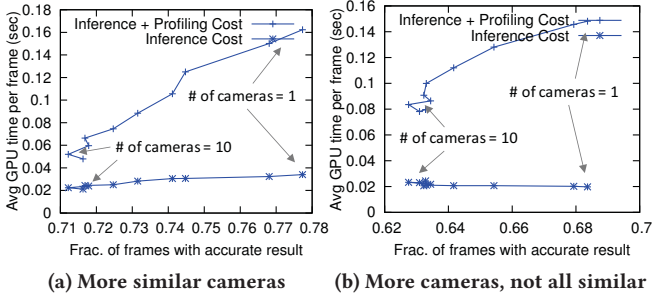 Avg GPU time per frame (sec)
0.18
0.16
0.14
0.12
0.1
0.08
0.06
0.04
0.02
0
Inference + Profiling Cost
Inference Cost
# of cameras = 1
# of cameras = 10
0.71 0.72 0.73 0.74 0.75 0.76 0.77 0.78
Frac. of frames with accurate result
(a) More similar cameras
Avg GPU time per frame (sec)
0.16
0.14
0.12
0.1
0.08
0.06
0.04
0.02
0
Inference + Profiling Cost
Inference Cost
# of cameras = 1
# of cameras = 10
0.62 0.64 0.66 0.68 0.7
Frac. of frames with accurate result
(b) More cameras, not all similar